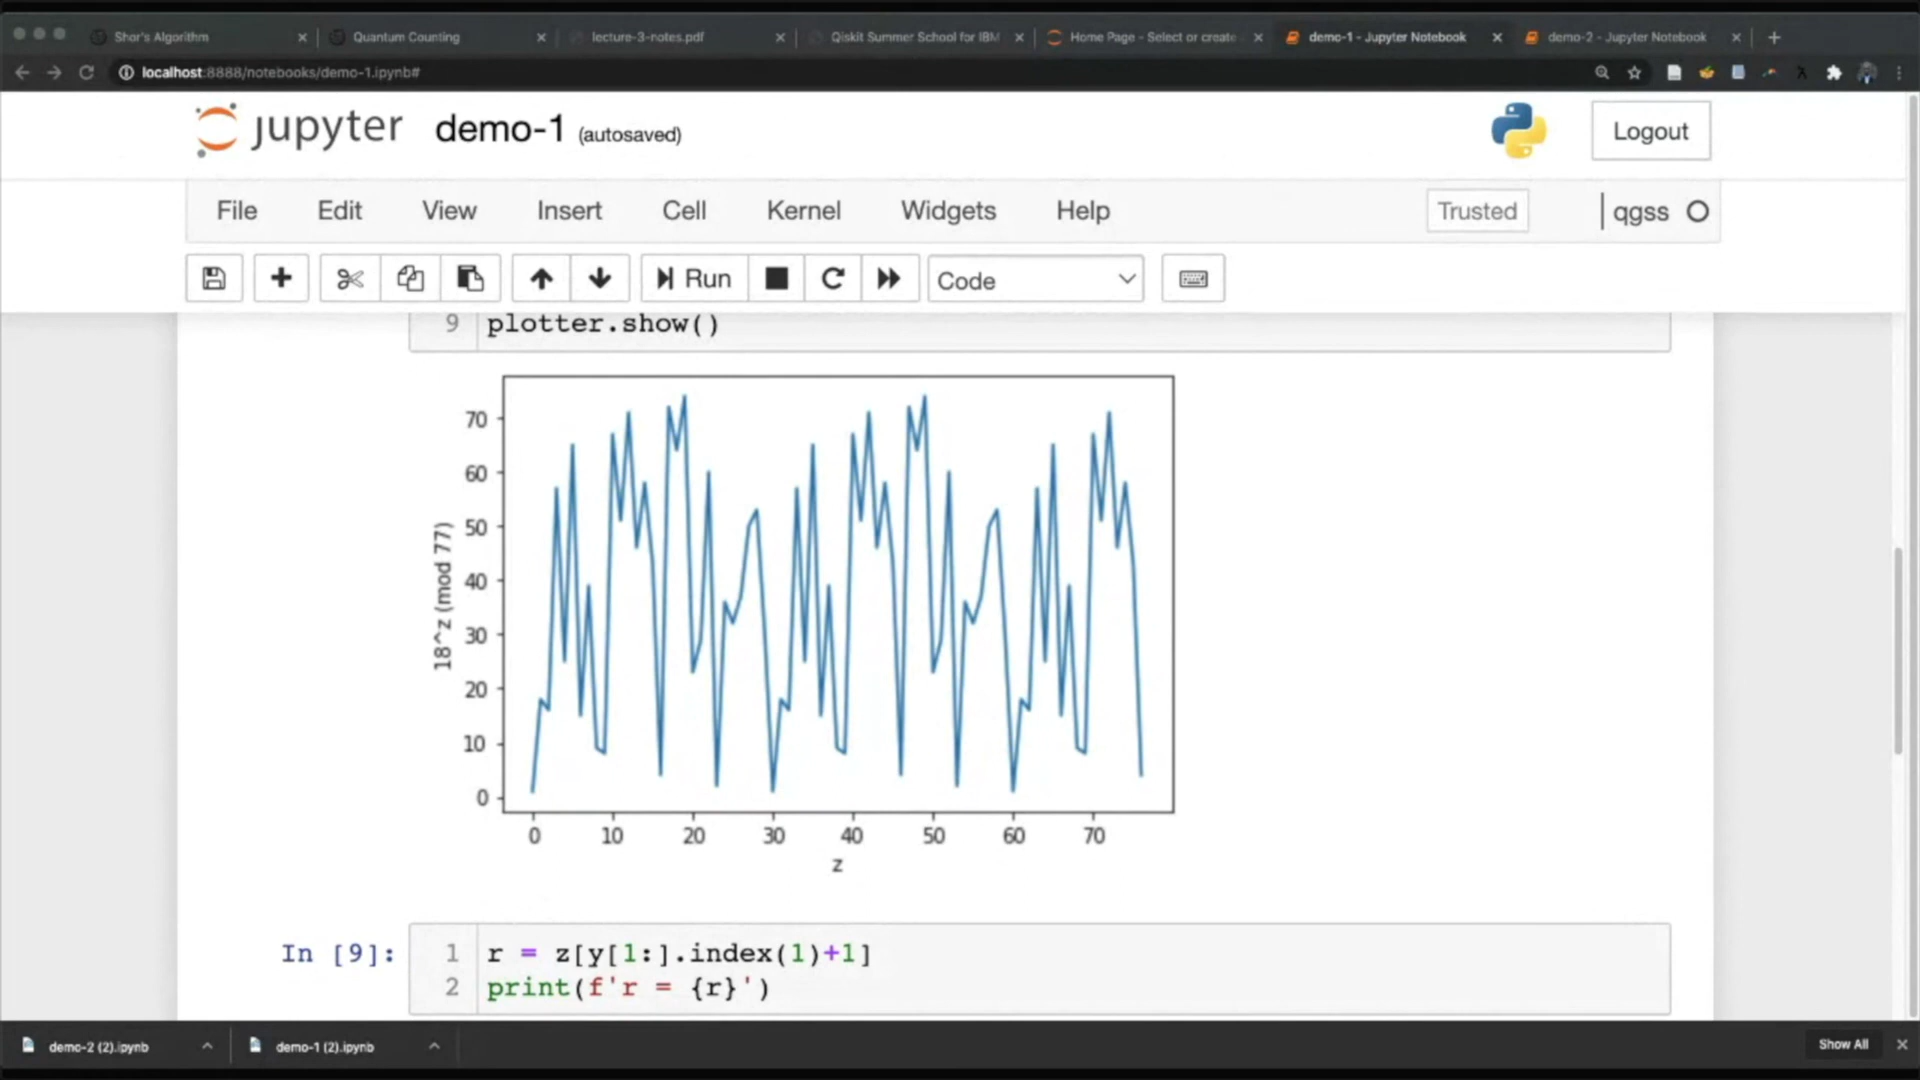 Shor's Algorithm
Quantum Counting
lecture-3-notes.pdf
Qiskit Summer School for IBM
Home Page - Select or create
demo-1 - Jupyter Notebook
demo-2 - Jupyter Notebook
localhost:8888/notebooks/demo-1.ipynb#
jupyter demo-1 (autosaved)
Logout
File Edit View Insert Cell Kernel Widgets Help
Trusted
qgss
Run
Code
9 plotter.show()
70
60
50
40
30
20
10
0
18^z (mod 77)
0 10 20 30 40 50 60 70
z
In [9]:
1 r = z[y[1:].index(1)+1]
2 print(f'r = {r}')
demo-2 (2).ipynb
demo-1 (2).ipynb
Show All